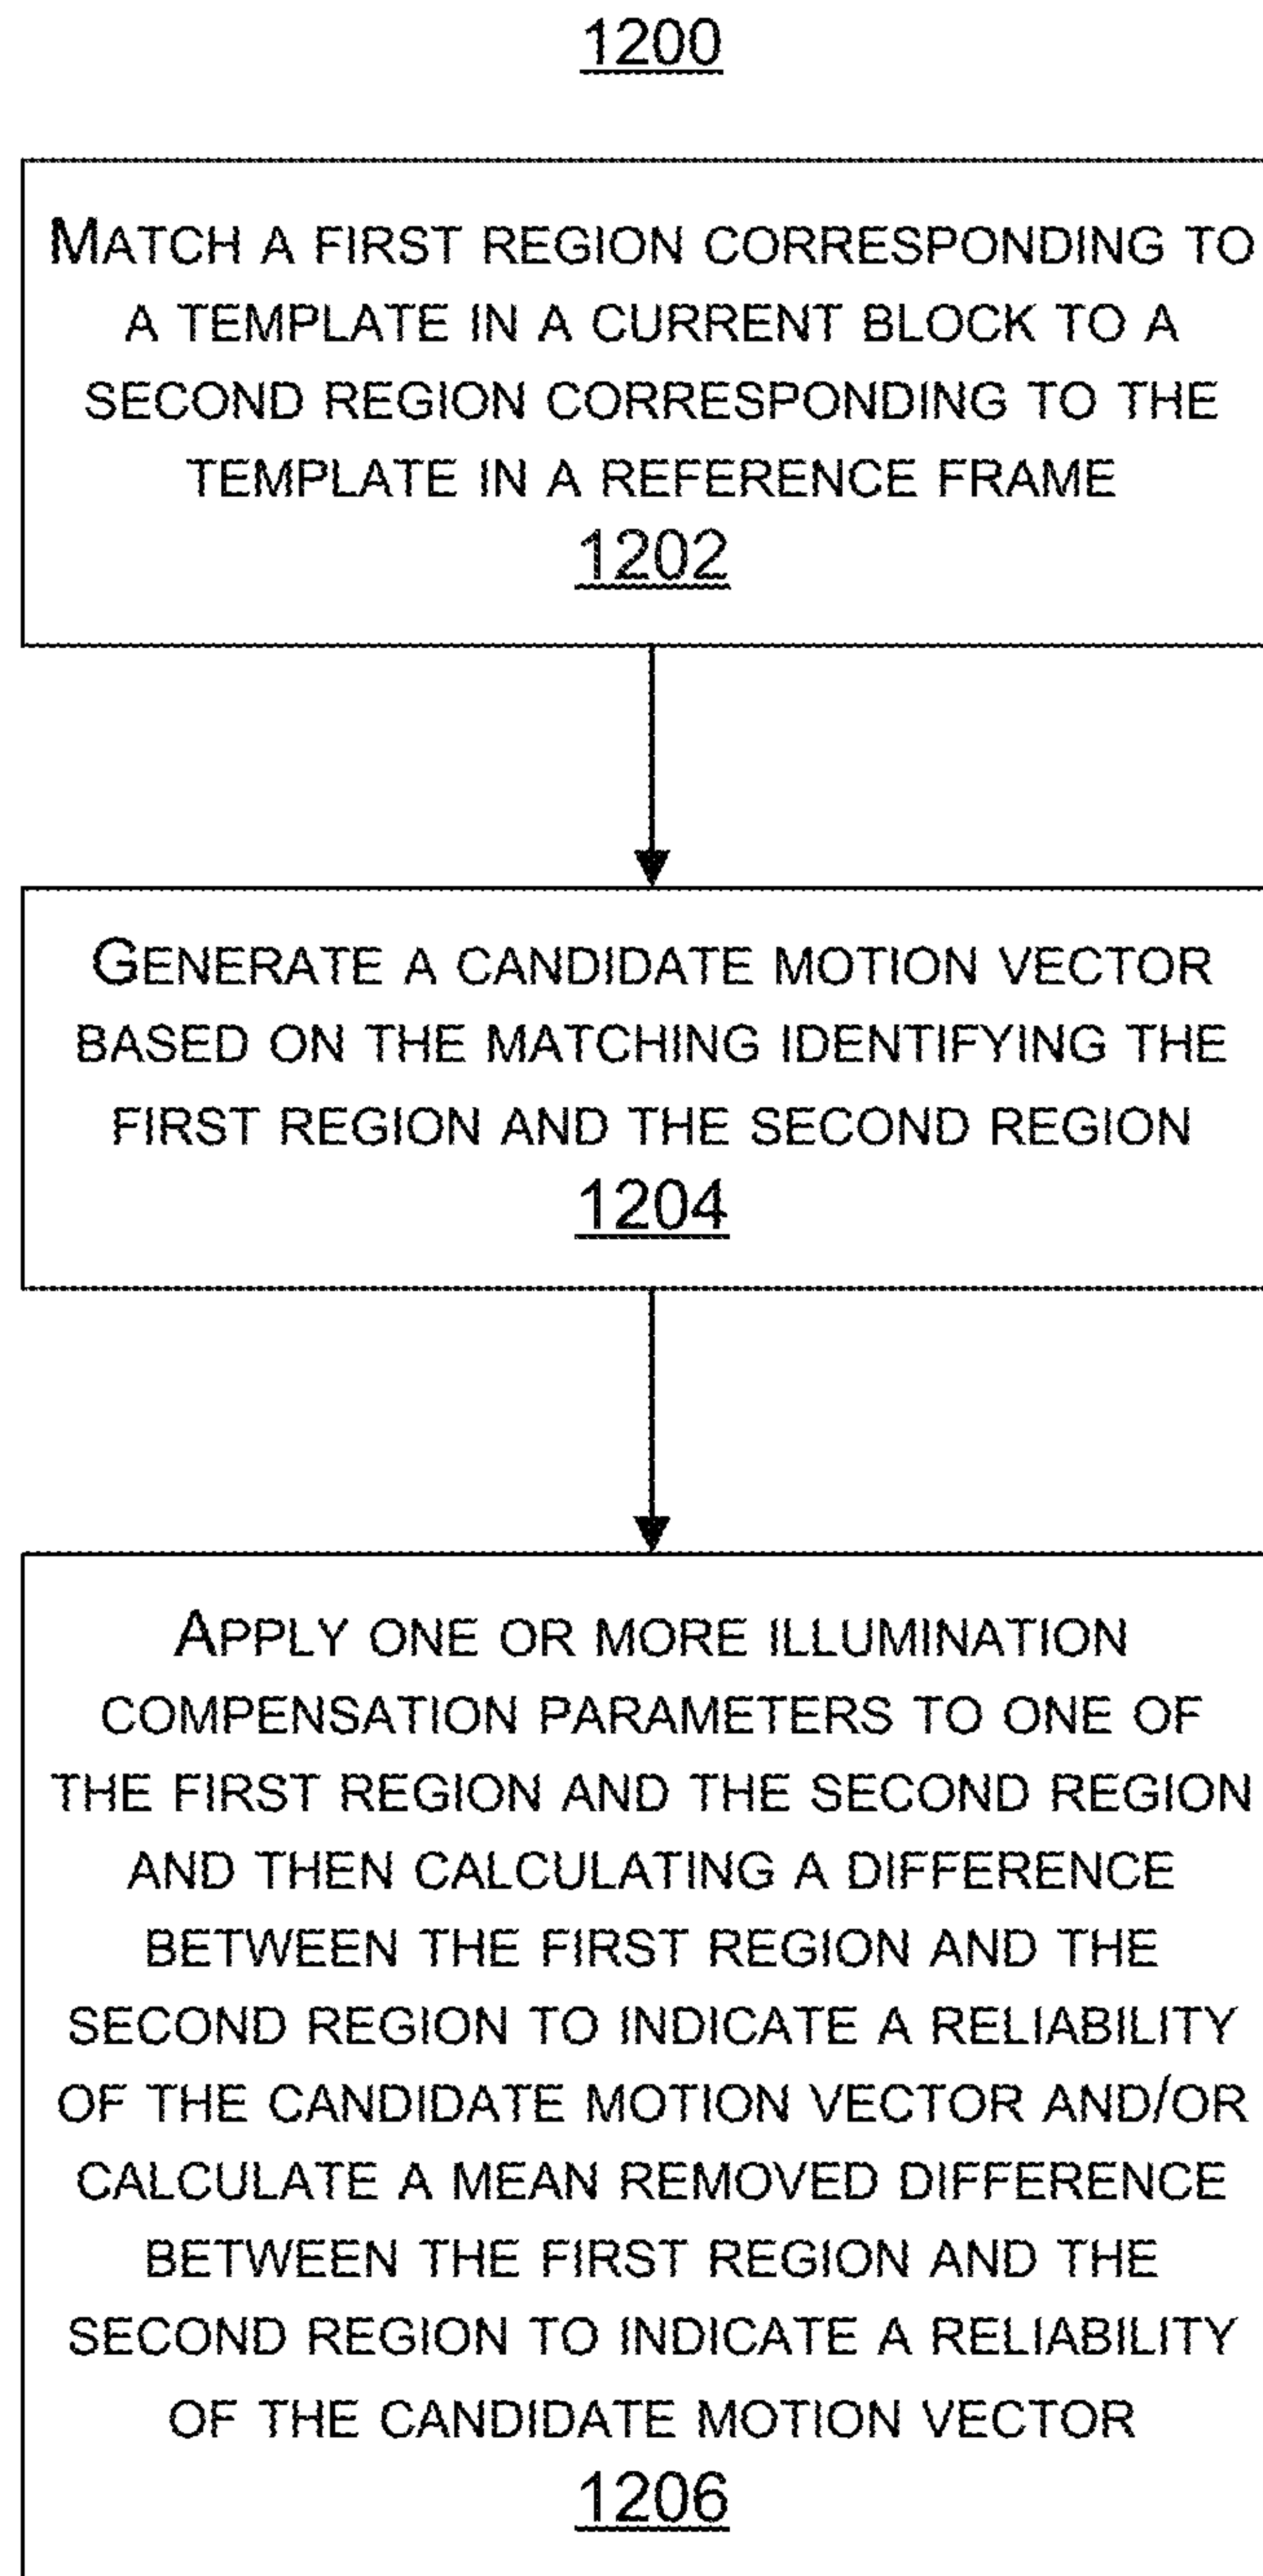 1200
MATCH A FIRST REGION CORRESPONDING TO
A TEMPLATE IN A CURRENT BLOCK TO A
SECOND REGION CORRESPONDING TO THE
TEMPLATE IN A REFERENCE FRAME
1202
GENERATE A CANDIDATE MOTION VECTOR
BASED ON THE MATCHING IDENTIFYING THE
FIRST REGION AND THE SECOND REGION
1204
APPLY ONE OR MORE ILLUMINATION
COMPENSATION PARAMETERS TO ONE OF
THE FIRST REGION AND THE SECOND REGION
AND THEN CALCULATING A DIFFERENCE
BETWEEN THE FIRST REGION AND THE
SECOND REGION TO INDICATE A RELIABILITY
OF THE CANDIDATE MOTION VECTOR AND/OR
CALCULATE A MEAN REMOVED DIFFERENCE
BETWEEN THE FIRST REGION AND THE
SECOND REGION TO INDICATE A RELIABILITY
OF THE CANDIDATE MOTION VECTOR
1206